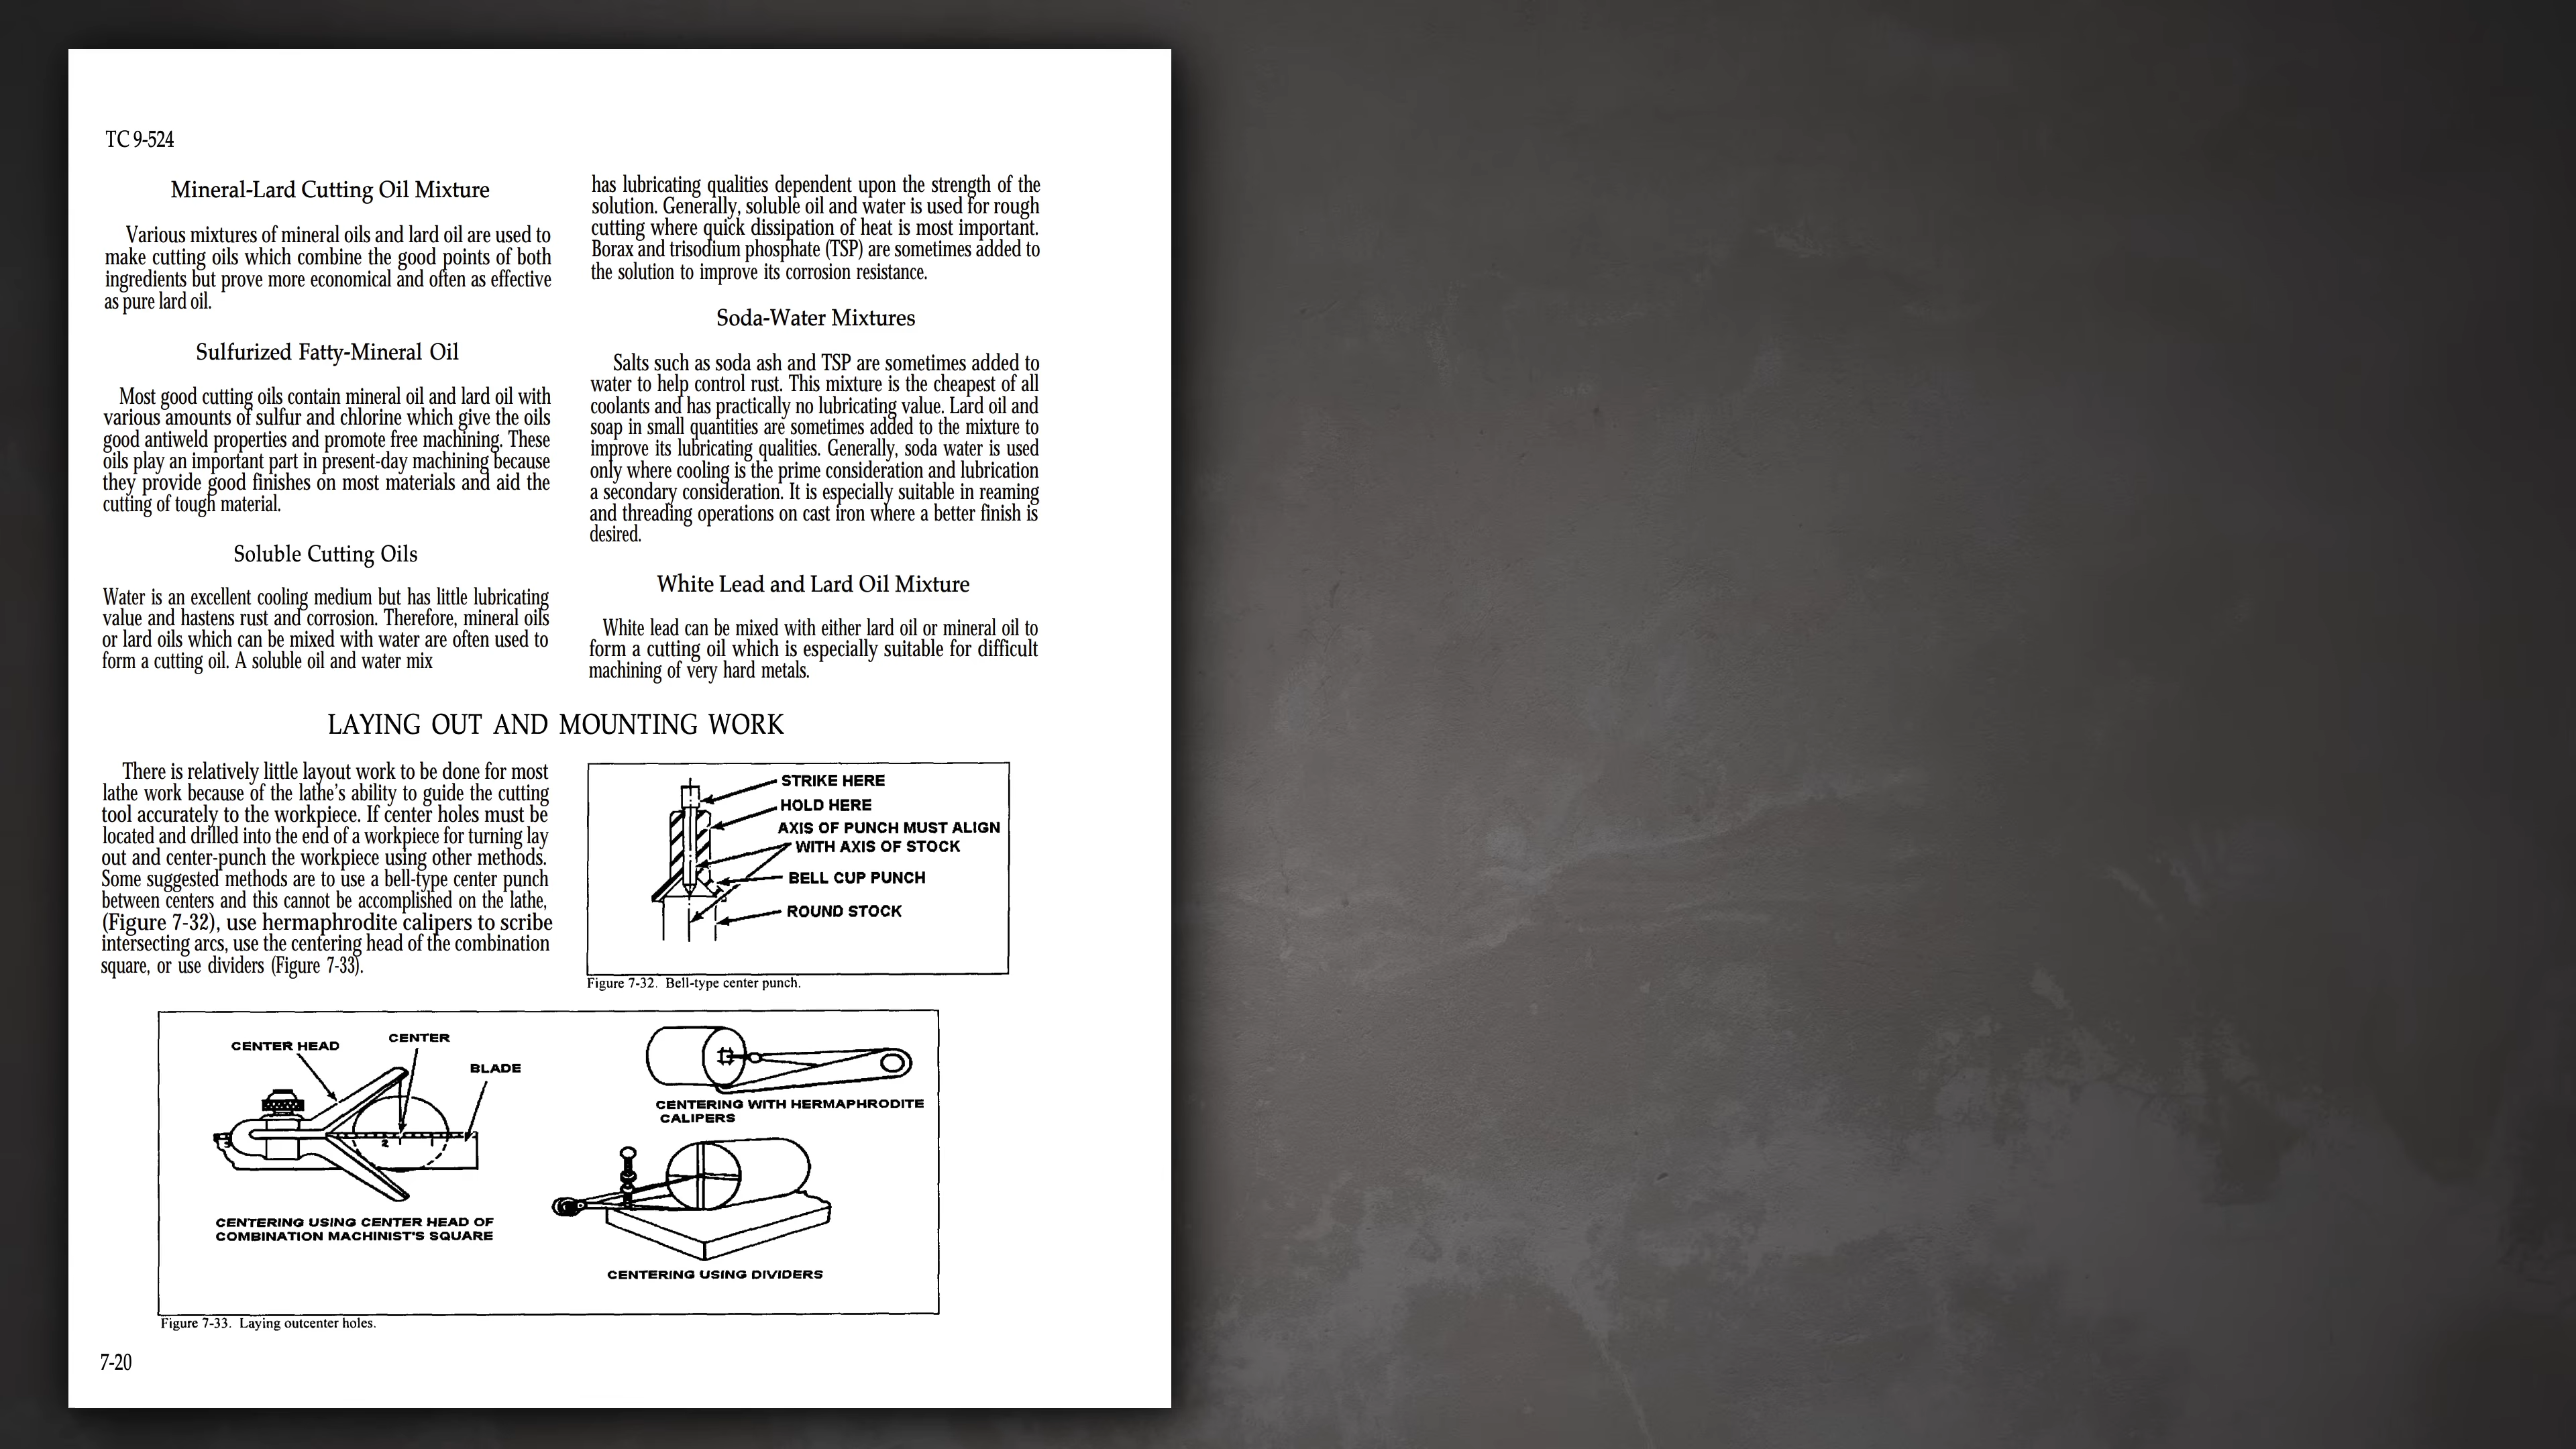 TC 9-524
Mineral-Lard Cutting Oil Mixture
Various mixtures of mineral oils and lard oil are used to
make cutting oils which combine the good points of both
ingredients but prove more economical and often as effective
as pure lard oil.
Sulfurized Fatty-Mineral Oil
Most good cutting oils contain mineral oil and lard oil with
various amounts of sulfur and chlorine which give the oils
good antiweld properties and promote free machining. These
oils play an important part in present-day machining because
they provide good finishes on most materials and aid the
cutting of tough material.
Soluble Cutting Oils
Water is an excellent cooling medium but has little lubricating
value and hastens rust and corrosion. Therefore, mineral oils
or lard oils which can be mixed with water are often used to
form a cutting oil. A soluble oil and water mix
has lubricating qualities dependent upon the strength of the
solution. Generally, soluble oil and water is used for rough
cutting where quick dissipation of heat is most important.
Borax and trisodium phosphate (TSP) are sometimes added to
the solution to improve its corrosion resistance.
Soda-Water Mixtures
Salts such as soda ash and TSP are sometimes added to
water to help control rust. This mixture is the cheapest of all
coolants and has practically no lubricating value. Lard oil and
soap in small quantities are sometimes added to the mixture to
improve its lubricating qualities. Generally, soda water is used
only where cooling is the prime consideration and lubrication
a secondary consideration. It is especially suitable in reaming
and threading operations on cast iron where a better finish is
desired.
White Lead and Lard Oil Mixture
White lead can be mixed with either lard oil or mineral oil to
form a cutting oil which is especially suitable for difficult
machining of very hard metals.
LAYING OUT AND MOUNTING WORK
There is relatively little layout work to be done for most
lathe work because of the lathe's ability to guide the cutting
tool accurately to the workpiece. If center holes must be
located and drilled into the end of a workpiece for turning lay
out and center-punch the workpiece using other methods.
Some suggested methods are to use a bell-type center punch
between centers and this cannot be accomplished on the lathe,
(Figure 7-32), use hermaphrodite calipers to scribe
intersecting arcs, use the centering head of the combination
square, or use dividers (Figure 7-33).
STRIKE HERE
HOLD HERE
AXIS OF PUNCH MUST ALIGN
WITH AXIS OF STOCK
BELL CUP PUNCH
ROUND STOCK
Figure 7-32. Bell-type center punch.
CENTER HEAD
CENTER
BLADE
2
1
CENTERING USING CENTER HEAD OF
COMBINATION MACHINIST'S SQUARE
CENTERING WITH HERMAPHRODITE
CALIPERS
CENTERING USING DIVIDERS
Figure 7-33. Laying outcenter holes.
7-20